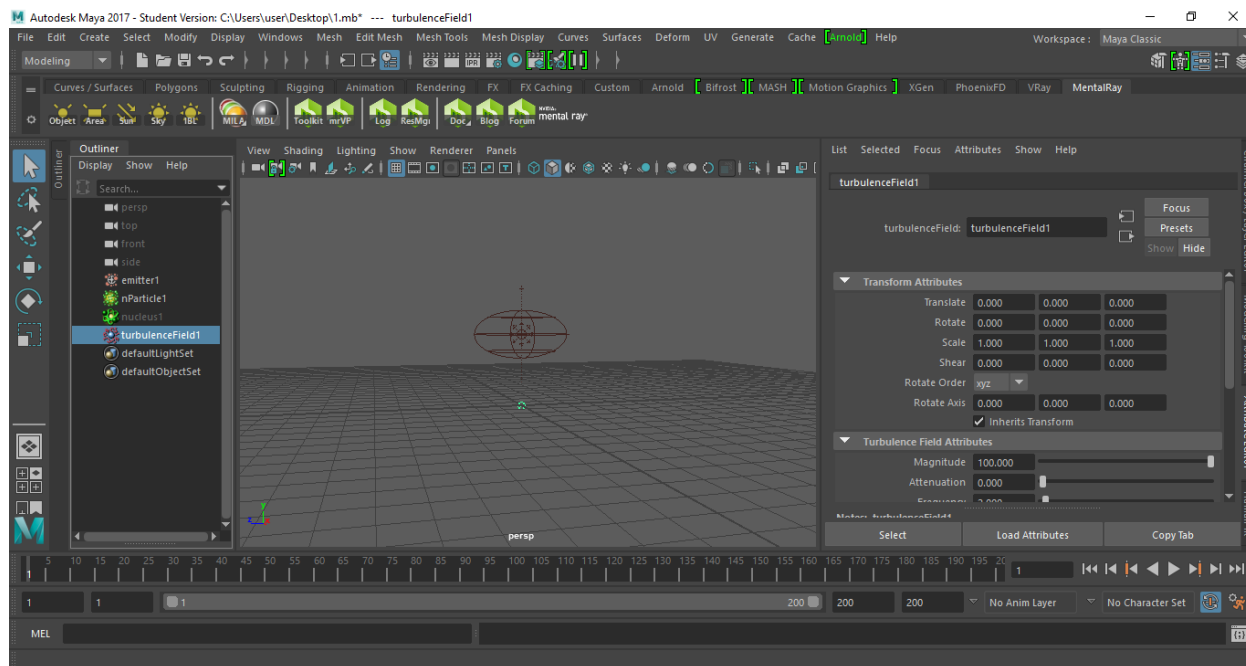 Autodesk Maya 2017 - Student Version: C:\Users\user\Desktop\1.mb* --- turbulenceField1
File Edit Create Select Modify Display Windows Mesh Edit Mesh Mesh Tools Mesh Display Curves Surfaces Deform UV Generate Cache [Arnold] Help Workspace : Maya Classic
Modeling
IPR
Curves / Surfaces Polygons Sculpting Rigging Animation Rendering FX FX Caching Custom Arnold [ Bifrost ][ MASH ][ Motion Graphics ] XGen PhoenixFD VRay MentalRay
Object Area Sun Sky IBL MILA MDL Toolkit mrVP Log ResMgr Doc Blog Forum mental ray
Outliner
Outliner
Display Show Help
Search...
persp
top
front
side
emitter1
nParticle1
nucleus1
turbulenceField1
defaultLightSet
defaultObjectSet
View Shading Lighting Show Renderer Panels
y
z
persp
List Selected Focus Attributes Show Help
turbulenceField1
turbulenceField: turbulenceField1
Focus
Presets
Show Hide
Transform Attributes
Translate 0.000 0.000 0.000
Rotate 0.000 0.000 0.000
Scale 1.000 1.000 1.000
Shear 0.000 0.000 0.000
Rotate Order xyz
Rotate Axis 0.000 0.000 0.000
Inherits Transform
Turbulence Field Attributes
Magnitude 100.000
Attenuation 0.000
Frequency
Notes: turbulenceField1
Select Load Attributes Copy Tab
5 10 15 20 25 30 35 40 45 50 55 60 65 70 75 80 85 90 95 100 105 110 115 120 125 130 135 140 145 150 155 160 165 170 175 180 185 190 195 20
1 1
1 1 1 200 200 200 No Anim Layer No Character Set
MEL